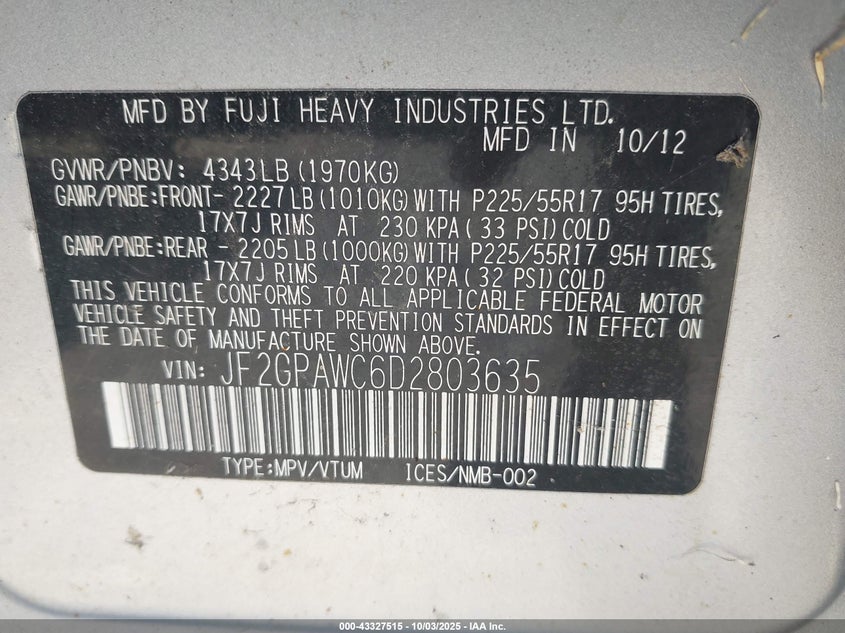 MFD BY FUJI HEAVY INDUSTRIES LTD.
MFD IN 10/12
GVWR/PNBV: 4343LB (1970KG)
GAWR/PNBE:FRONT- 2227LB (1010KG) WITH P225/55R17 95H TIRES,
17X7J RIMS AT 230 KPA ( 33 PSI) COLD
GAWR/PNBE:REAR - 2205LB (1000KG) WITH P225/55R17 95H TIRES,
17X7J RIMS AT 220 KPA ( 32 PSI) COLD
THIS VEHICLE CONFORMS TO ALL APPLICABLE FEDERAL MOTOR
VEHICLE SAFETY AND THEFT PREVENTION STANDARDS IN EFFECT ON
THE DATE OF MANUFACTURE SHOWN ABOVE.
VIN: JF2GPAWC6D2803635
TYPE:MPV/VTUM ICES/NMB-002
000-43327515 - 10/03/2025 - IAA Inc.